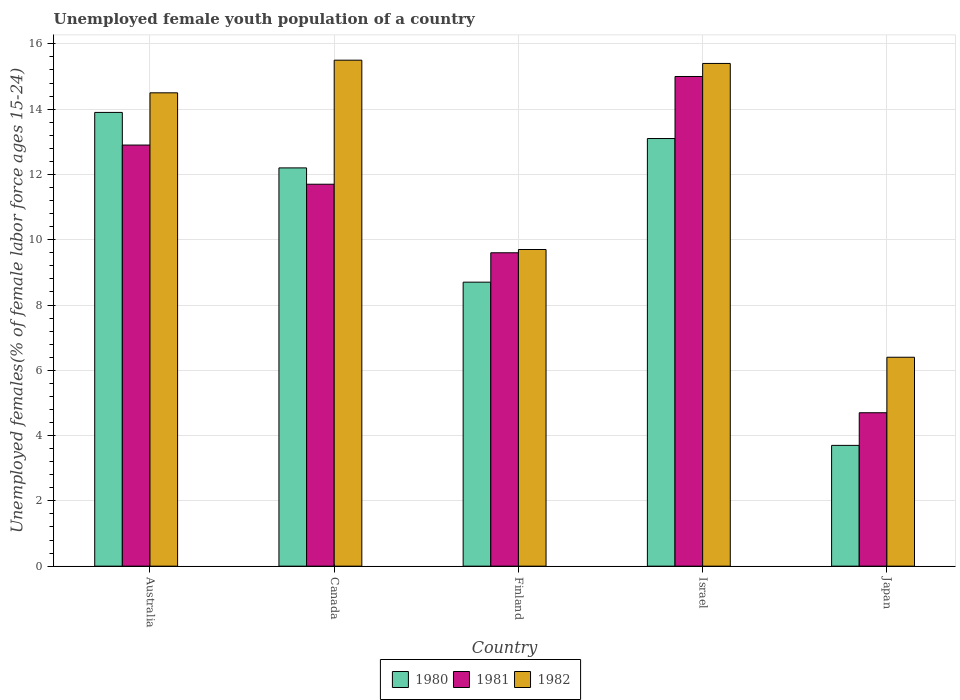 Unemployed female youth population of a country
Unemployed females(% of female labor force ages 15-24)
16
14
12
10
8
6
4
2
0
Australia
Canada
Finland
Israel
Japan
Country
1980
1981
1982